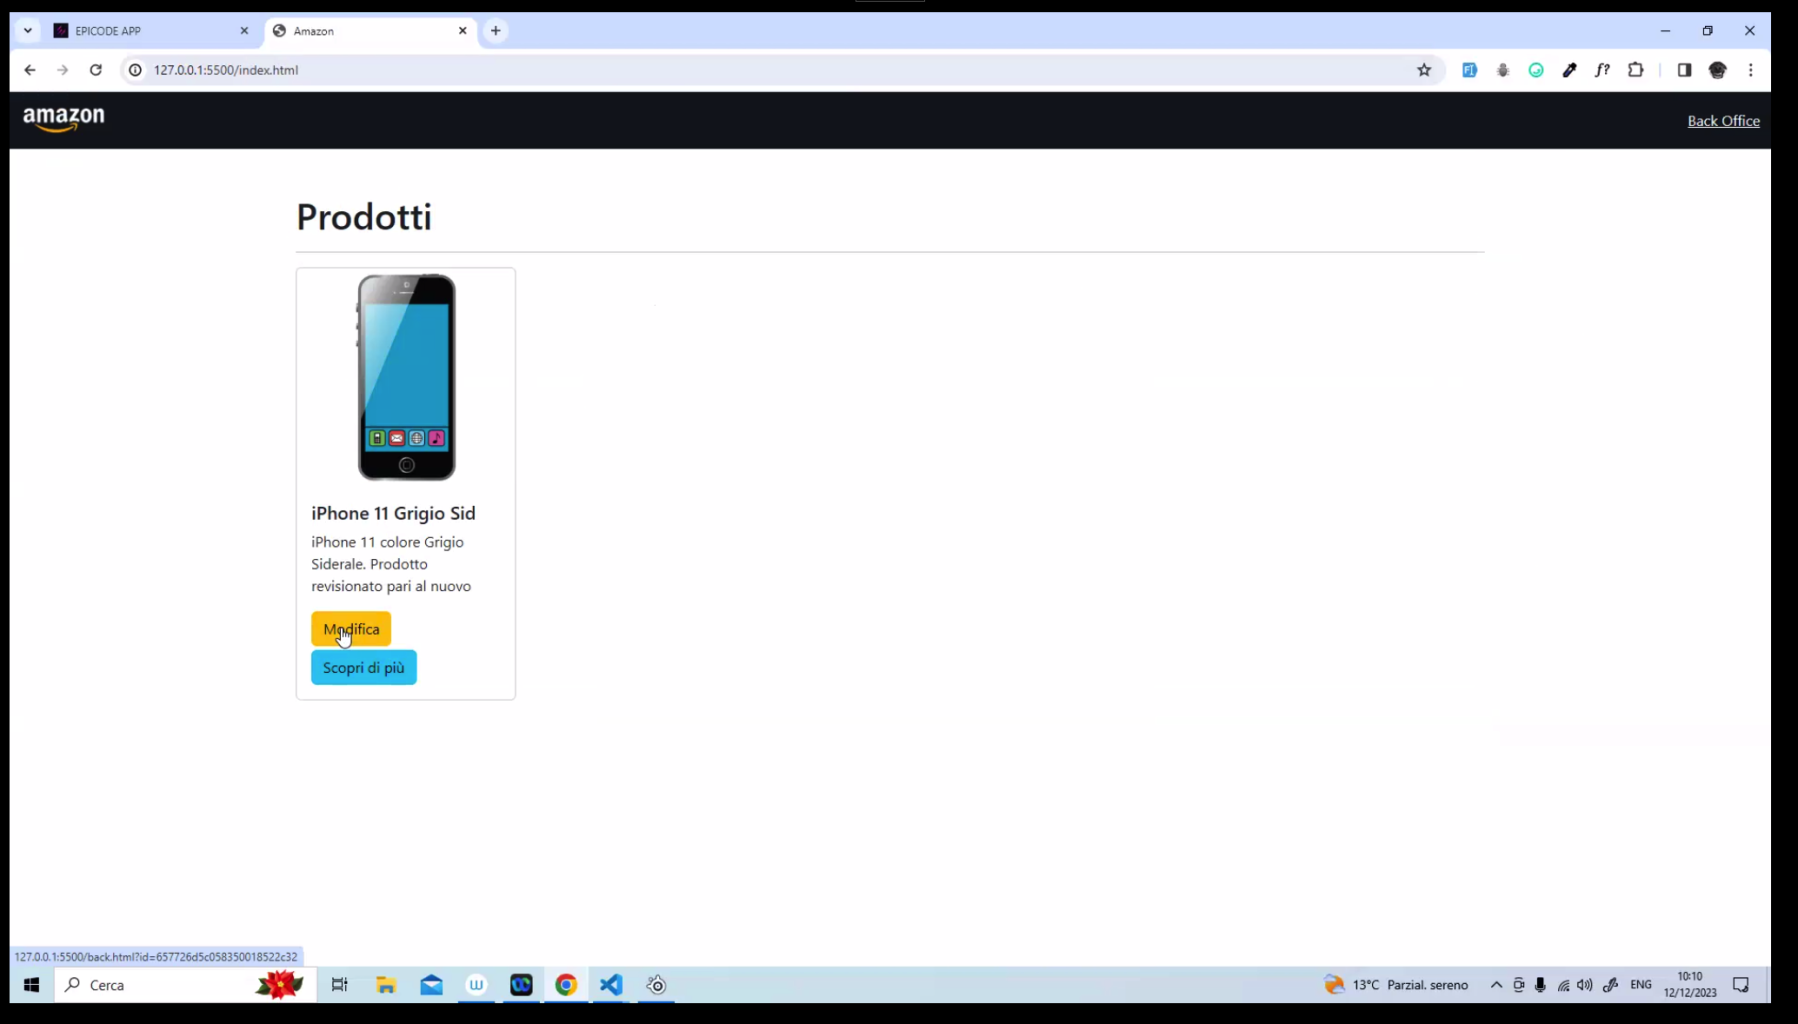 EPICODE APP
Amazon
127.0.0.1:5500/index.html
amazon
Back Office
Prodotti
iPhone 11 Grigio Sid
iPhone 11 colore Grigio
Siderale. Prodotto
revisionato pari al nuovo
Modifica
Scopri di più
127.0.0.1:5500/back.html?id=657726d5c058350018522c32
Cerca
13°C Parzial. sereno
ENG
10:10
12/12/2023